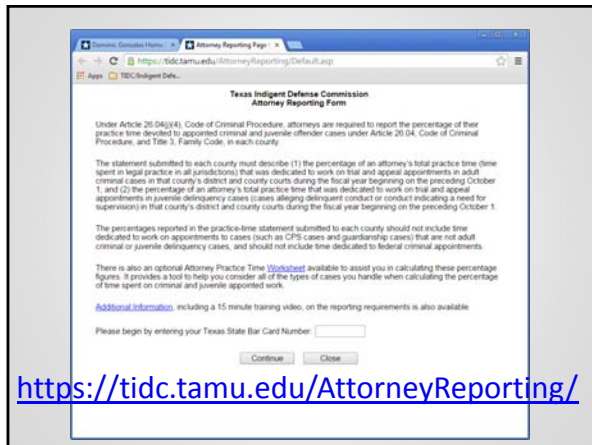 Dominic Gonzales Home
Attorney Reporting Page
https://tidc.tamu.edu/AttorneyReporting/Default.asp
Apps TIDC/Indigent Defe...
Texas Indigent Defense Commission
Attorney Reporting Form
Under Article 26.04(j)(4), Code of Criminal Procedure, attorneys are required to report the percentage of their
practice time devoted to appointed criminal and juvenile offender cases under Article 26.04, Code of Criminal
Procedure, and Title 3, Family Code, in each county.
The statement submitted to each county must describe (1) the percentage of an attorney's total practice time (time
spent in legal practice in all jurisdictions) that was dedicated to work on trial and appeal appointments in adult
criminal cases in that county's district and county courts during the fiscal year beginning on the preceding October
1; and (2) the percentage of an attorney's total practice time that was dedicated to work on trial and appeal
appointments in juvenile delinquency cases (cases alleging delinquent conduct or conduct indicating a need for
supervision) in that county's district and county courts during the fiscal year beginning on the preceding October 1.
The percentages reported in the practice-time statement submitted to each county should not include time
dedicated to work on appointments to cases (such as CPS cases and guardianship cases) that are not adult
criminal or juvenile delinquency cases, and should not include time dedicated to federal criminal appointments.
There is also an optional Attorney Practice Time Worksheet available to assist you in calculating these percentage
figures. It provides a tool to help you consider all of the types of cases you handle when calculating the percentage
of time spent on criminal and juvenile appointed work.
Additional Information, including a 15 minute training video, on the reporting requirements is also available.
Please begin by entering your Texas State Bar Card Number:
Continue Close
https://tidc.tamu.edu/AttorneyReporting/